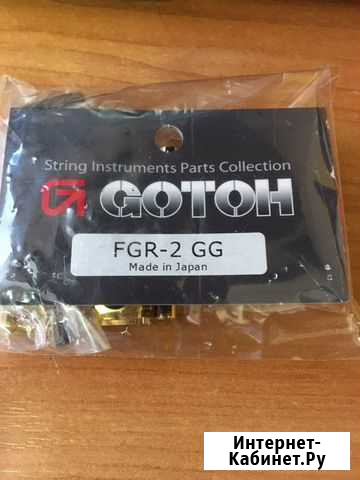 String Instruments Parts Collection
GOTOH
FGR-2 GG
Made in Japan
Интернет-
Кабинет.Ру